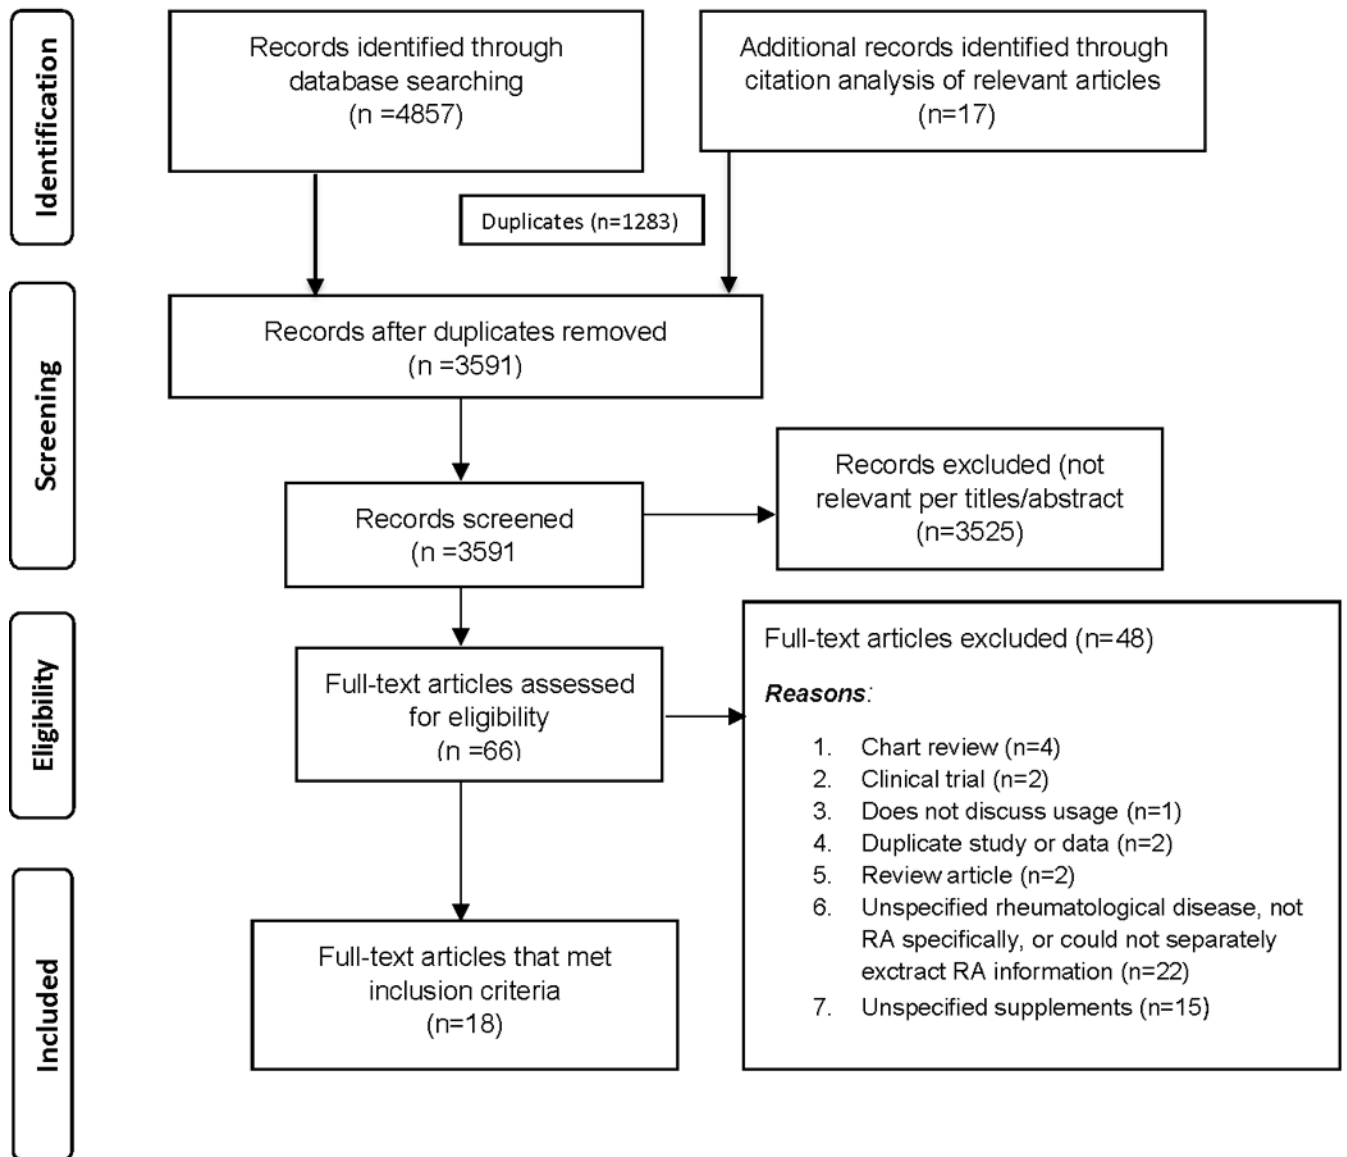 Identification
Records identified through
database searching
(n =4857)
Additional records identified through
citation analysis of relevant articles
(n=17)
Duplicates (n=1283)
Screening
Records after duplicates removed
(n =3591)
Records screened
(n =3591
Records excluded (not
relevant per titles/abstract
(n=3525)
Eligibility
Full-text articles assessed
for eligibility
(n =66)
Full-text articles excluded (n=48)
Reasons:
1. Chart review (n=4)
2. Clinical trial (n=2)
3. Does not discuss usage (n=1)
4. Duplicate study or data (n=2)
5. Review article (n=2)
6. Unspecified rheumatological disease, not
RA specifically, or could not separately
exctract RA information (n=22)
7. Unspecified supplements (n=15)
Included
Full-text articles that met
inclusion criteria
(n=18)